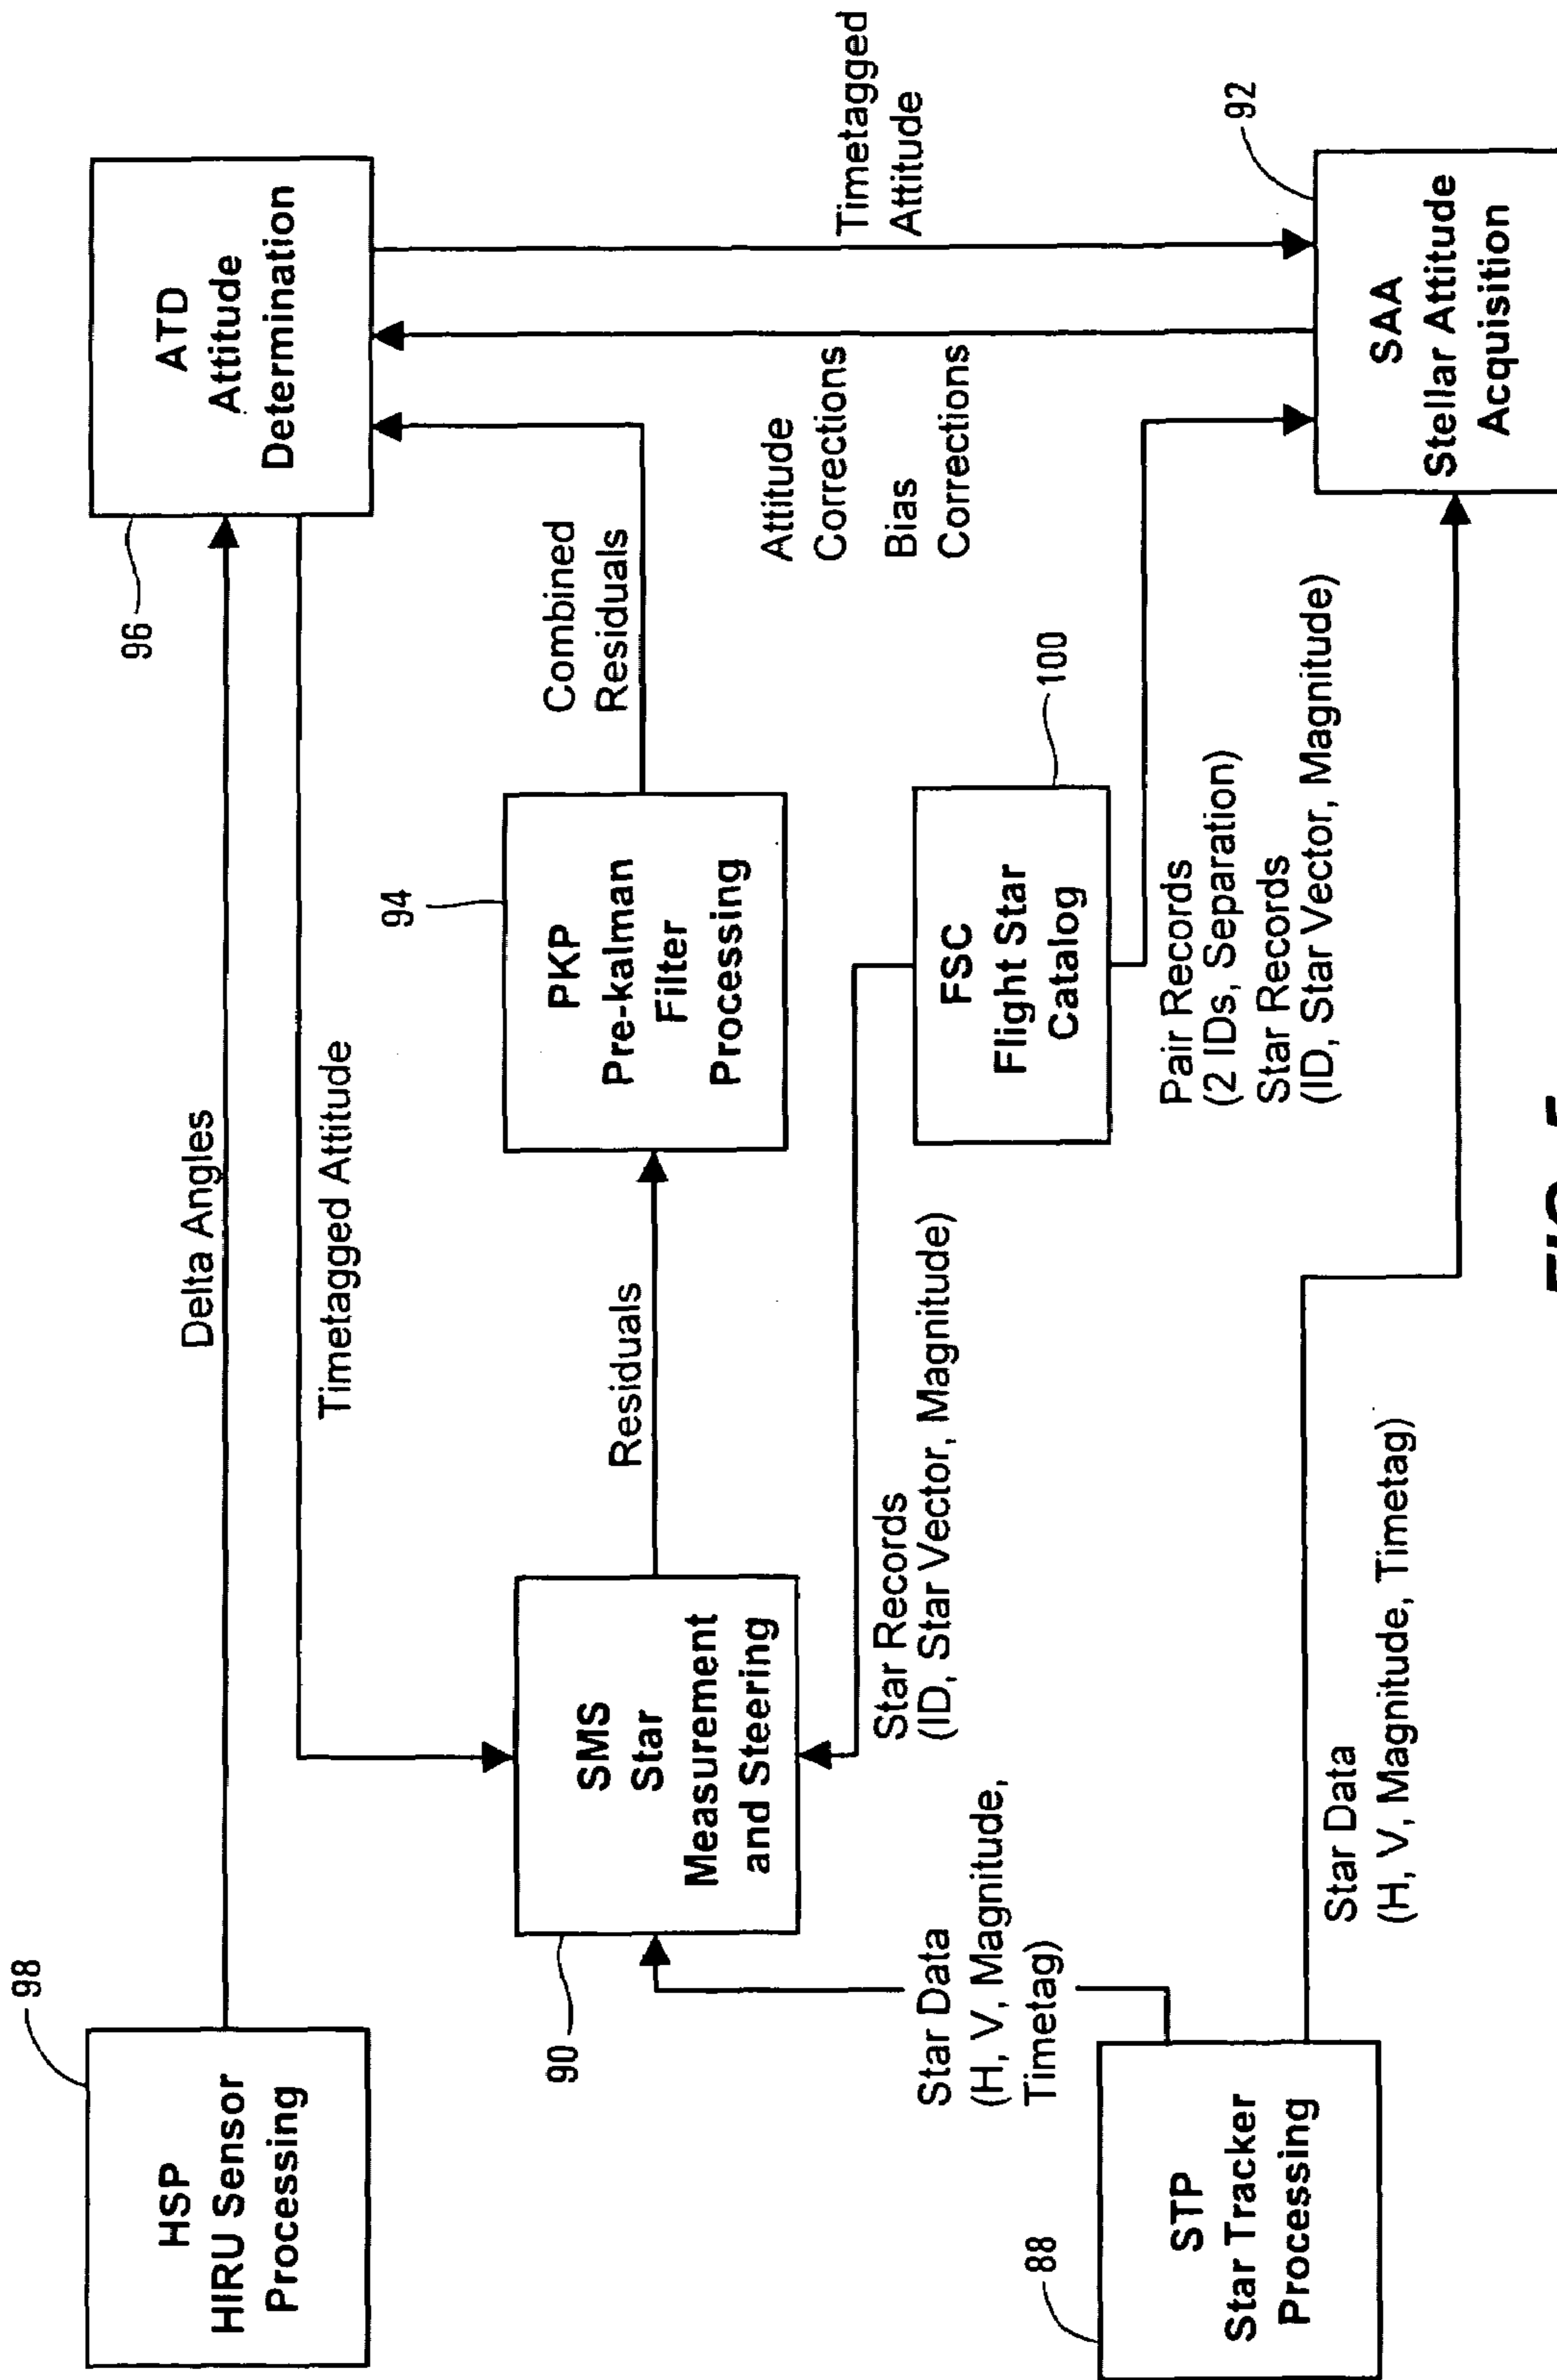 98
HSP
HIRU Sensor
Processing
Delta Angles
Timetagged Attitude
96
ATD
Attitude
Determination
90
SMS
Star
Measurement
and Steering
Residuals
94
PKP
Pre-kalman
Filter
Processing
Combined
Residuals
Attitude
Corrections
Bias
Corrections
Timetagged
Attitude
Star Data
(H, V, Magnitude,
Timetag)
Star Records
(ID, Star Vector, Magnitude)
FSC
Flight Star
Catalog
100
Pair Records
(2 IDs, Separation)
Star Records
(ID, Star Vector, Magnitude)
88
STP
Star Tracker
Processing
Star Data
(H, V, Magnitude, Timetag)
92
SAA
Stellar Attitude
Acquisition